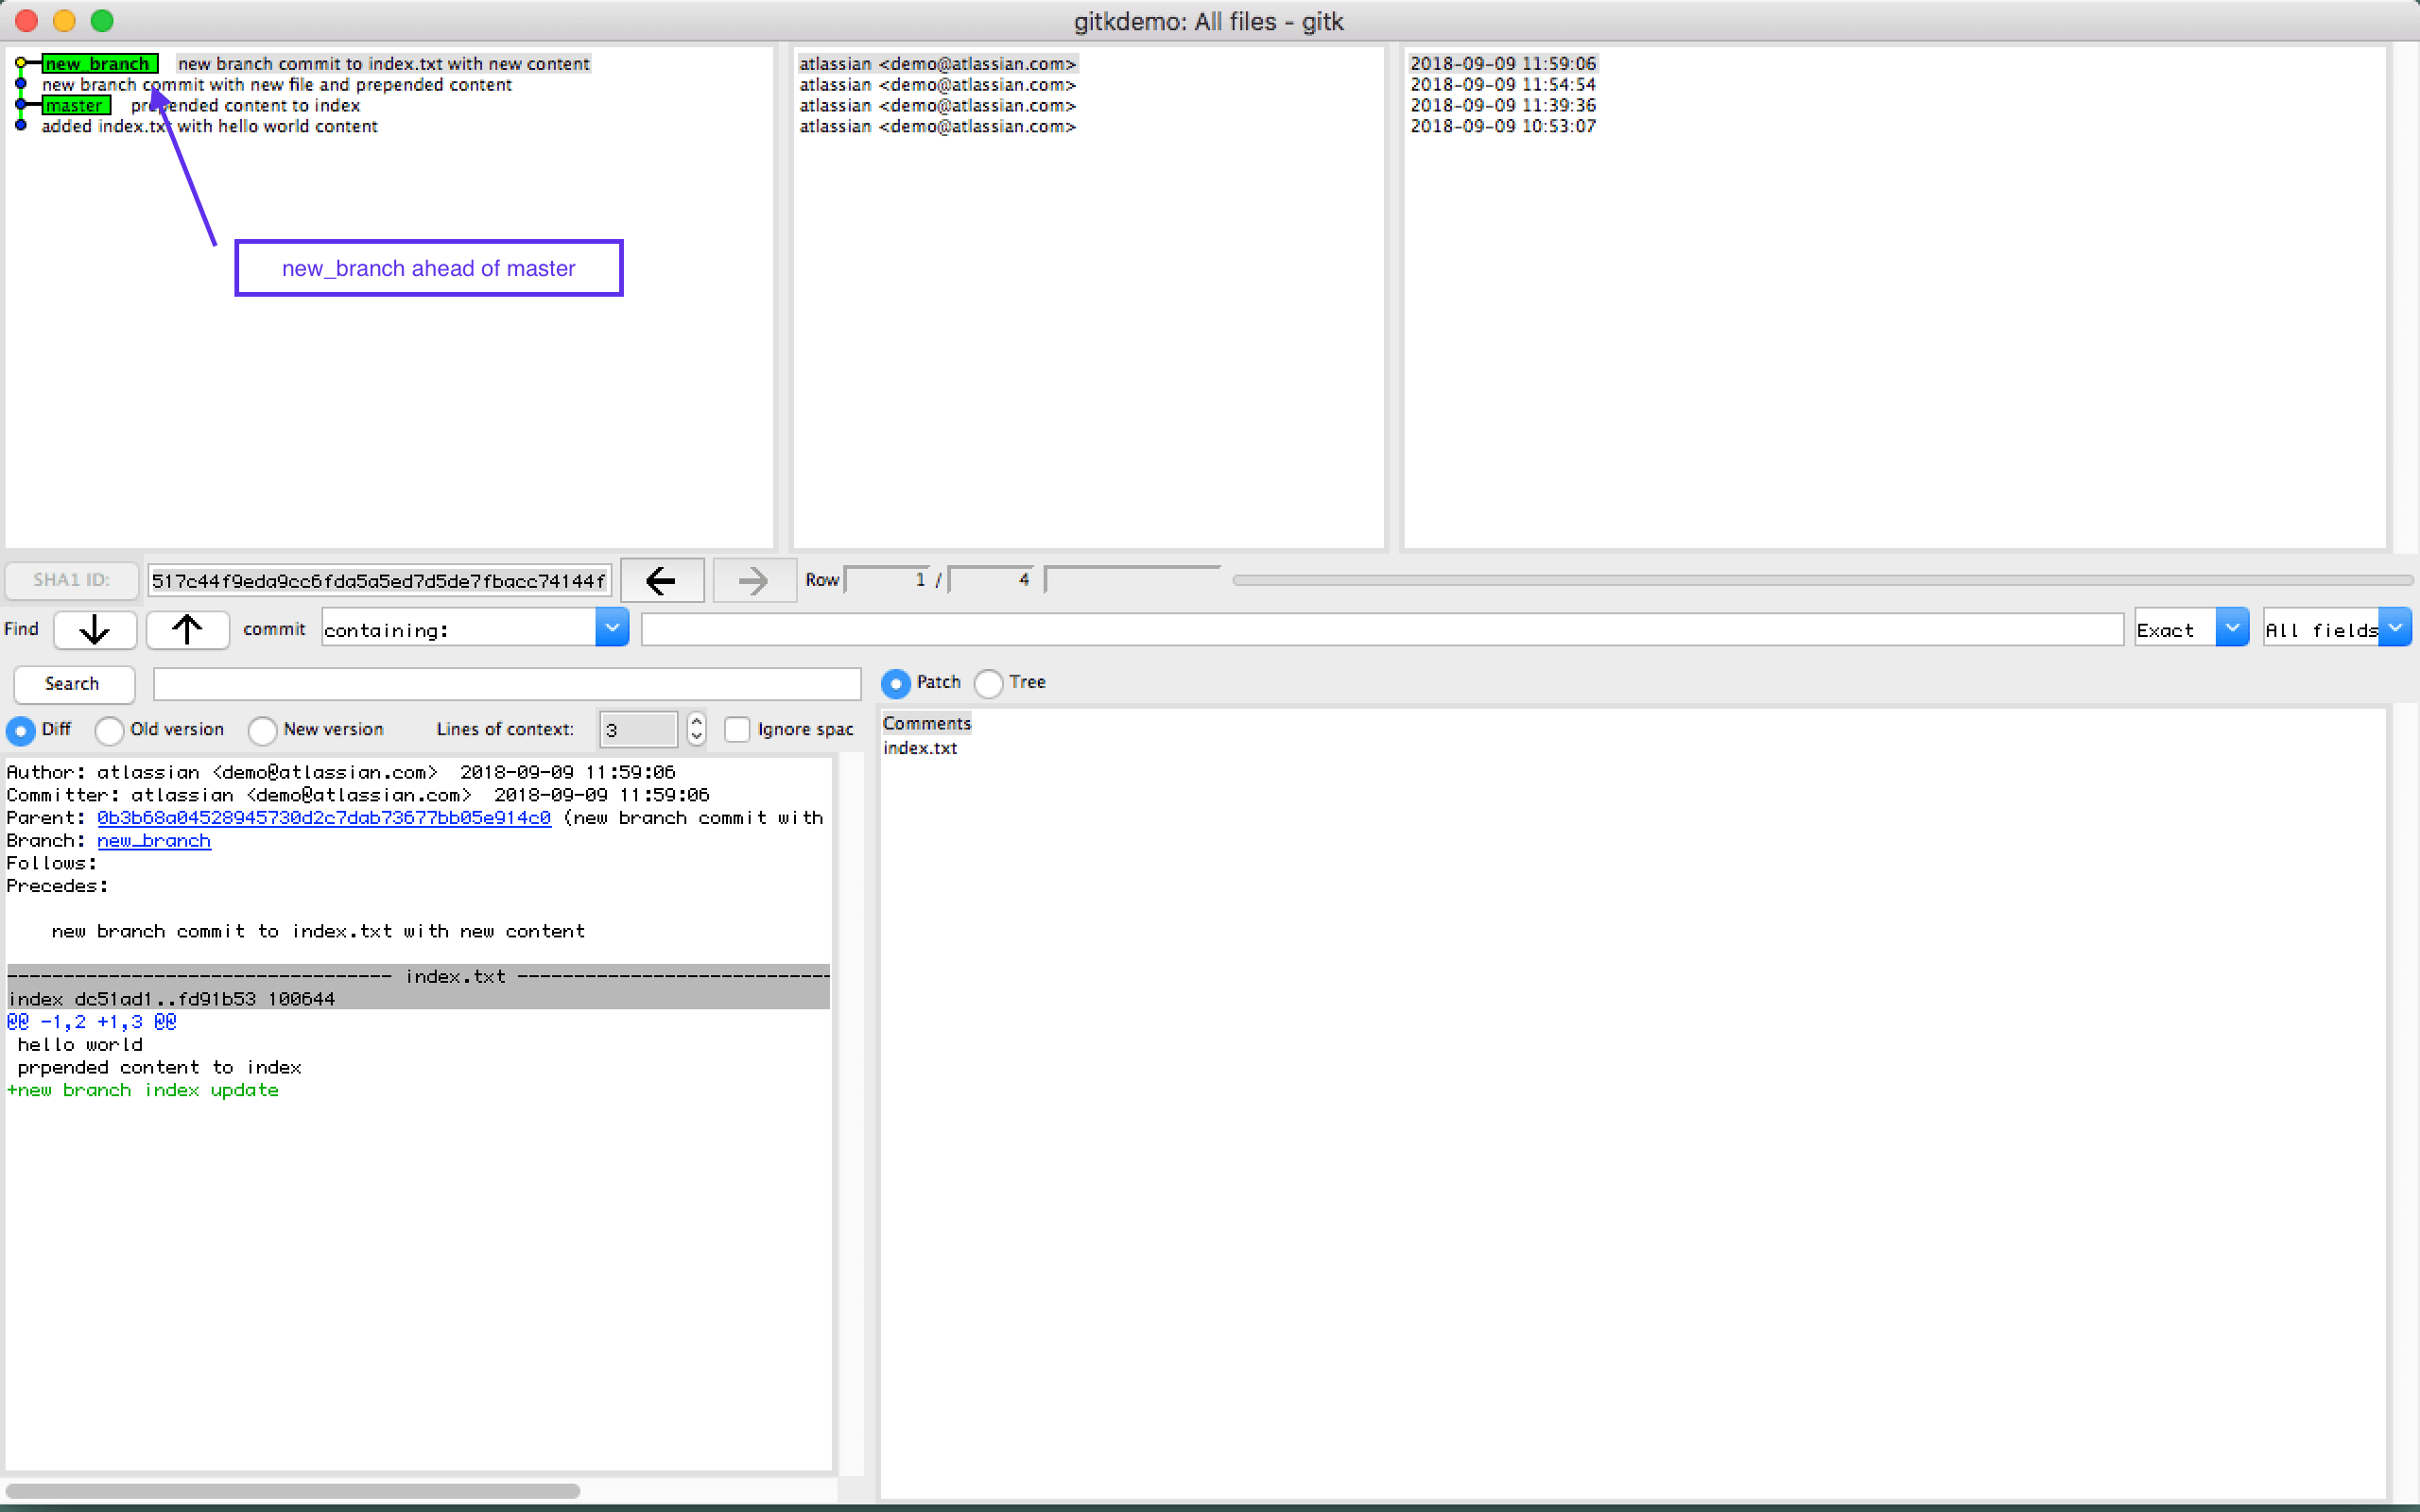 gitkdemo: All files - gitk
new_branch new branch commit to index.txt with new content atlassian <demo@atlassian.com> 2018-09-09 11:59:06
new branch commit with new file and prepended content atlassian <demo@atlassian.com> 2018-09-09 11:54:54
master prepended content to index atlassian <demo@atlassian.com> 2018-09-09 11:39:36
added index.txt with hello world content atlassian <demo@atlassian.com> 2018-09-09 10:53:07
new_branch ahead of master
SHA1 ID: 517c44f9eda9cc6fda5a5ed7d5de7fbacc74144f Row 1 / 4
Find commit containing: Exact All fields
Search Patch Tree
Diff Old version New version Lines of context: 3 Ignore spac
Comments
index.txt
Author: atlassian <demo@atlassian.com> 2018-09-09 11:59:06
Committer: atlassian <demo@atlassian.com> 2018-09-09 11:59:06
Parent: 0b3b68a04528945730d2c7dab73677bb05e914c0 (new branch commit with
Branch: new_branch
Follows:
Precedes:
new branch commit to index.txt with new content
---------------------------------- index.txt ----------------------------
index dc51ad1..fd91b53 100644
@@ -1,2 +1,3 @@
hello world
prpended content to index
+new branch index update